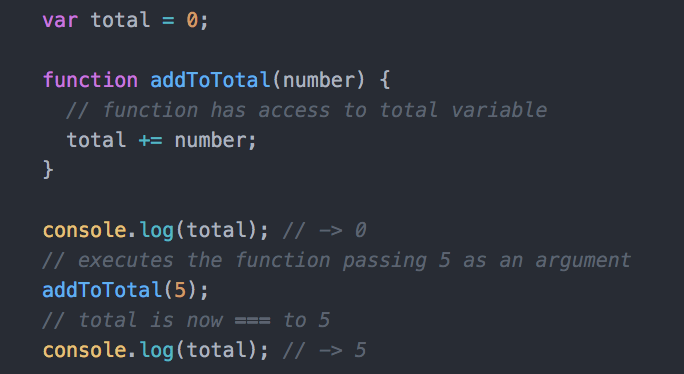 var total = 0;

function addToTotal(number) {
  // function has access to total variable
  total += number;
}

console.log(total); // -> 0
// executes the function passing 5 as an argument
addToTotal(5);
// total is now === to 5
console.log(total); // -> 5